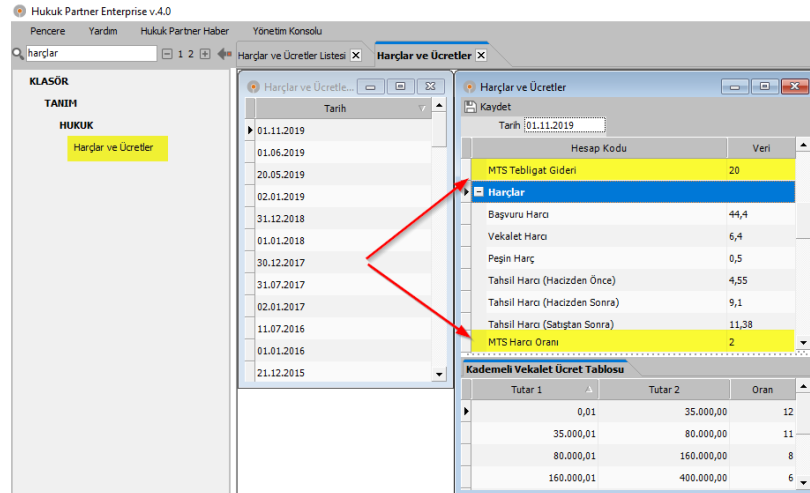 Hukuk Partner Enterprise v.4.0
Pencere Yardım Hukuk Partner Haber Yönetim Konsolu
harçlar 1 2 Harçlar ve Ücretler Listesi Harçlar ve Ücretler
KLASÖR
TANIM
HUKUK
Harçlar ve Ücretler
Harçlar ve Ücretle...
Tarih
01.11.2019
01.06.2019
20.05.2019
02.01.2019
31.12.2018
01.01.2018
30.12.2017
31.07.2017
02.01.2017
11.07.2016
01.01.2016
21.12.2015
Harçlar ve Ücretler
Kaydet
Tarih 01.11.2019
Hesap Kodu Veri
MTS Tebligat Gideri 20
Harçlar
Başvuru Harcı 44,4
Vekalet Harcı 6,4
Peşin Harç 0,5
Tahsil Harcı (Hacizden Önce) 4,55
Tahsil Harcı (Hacizden Sonra) 9,1
Tahsil Harcı (Satıştan Sonra) 11,38
MTS Harcı Oranı 2
Kademeli Vekalet Ücret Tablosu
Tutar 1 Tutar 2 Oran
0,01 35.000,00 12
35.000,01 80.000,00 11
80.000,01 160.000,00 8
160.000,01 400.000,00 6